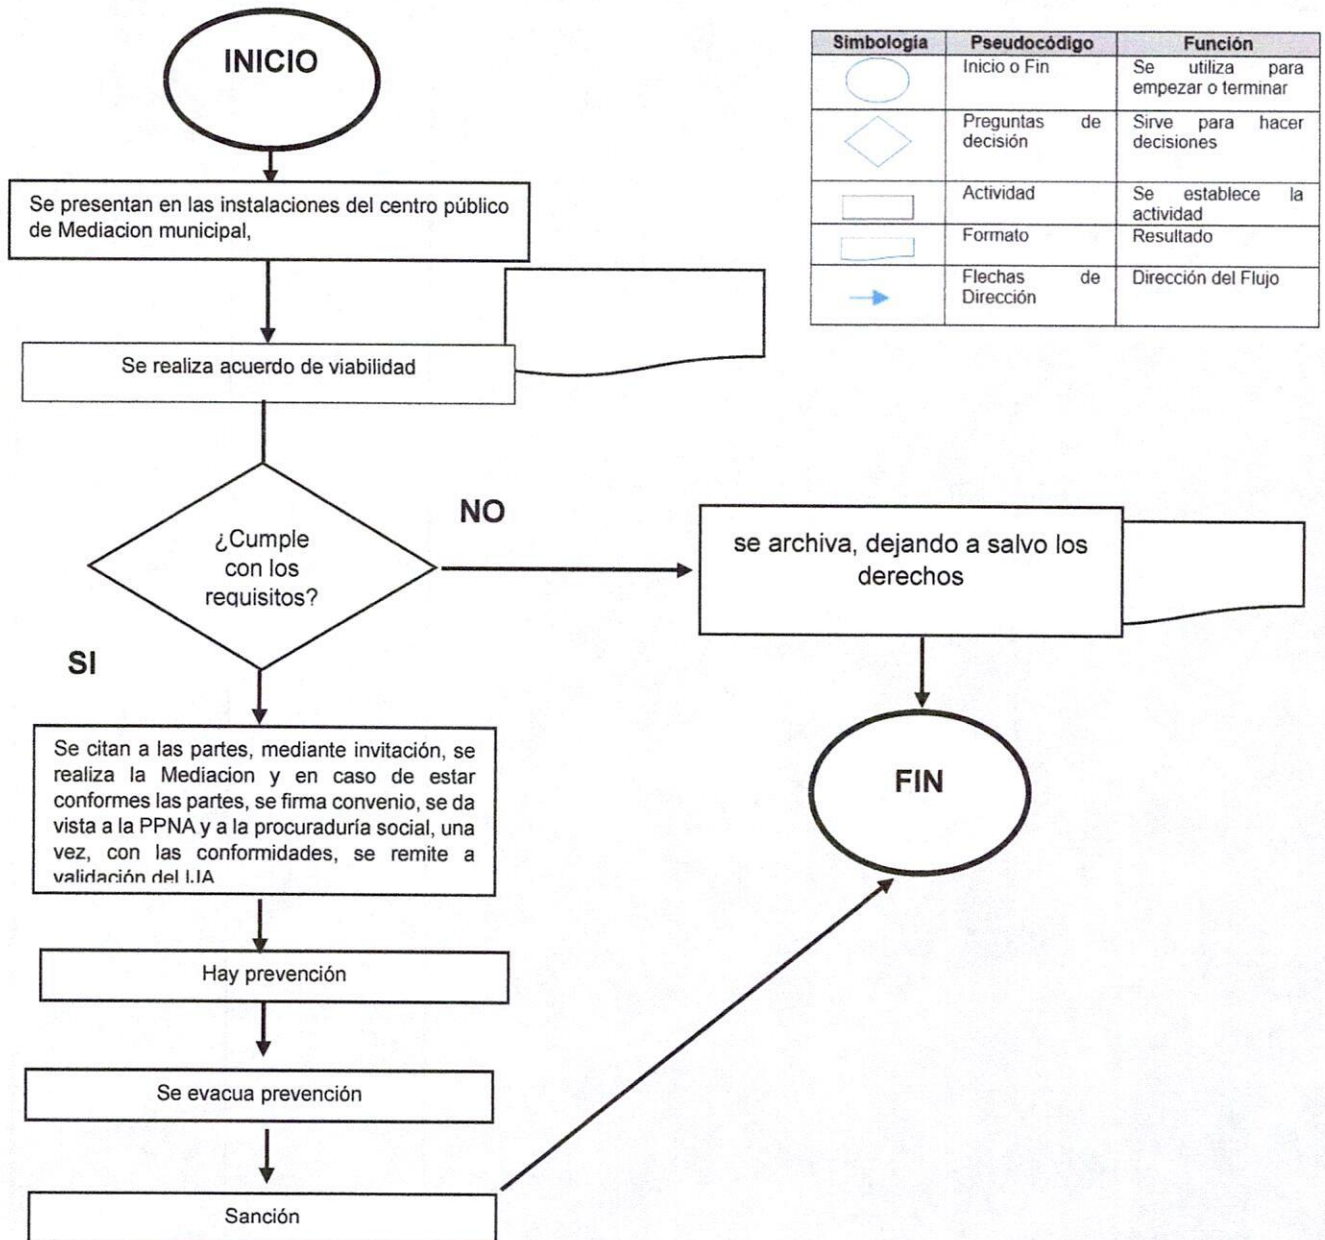 INICIO
Simbología Pseudocódigo Función
Inicio o Fin Se utiliza para
empezar o terminar
Preguntas de Sirve para hacer
decisión decisiones
Actividad Se establece la
actividad
Formato Resultado
Flechas de Dirección del Flujo
Dirección
Se presentan en las instalaciones del centro público
de Mediacion municipal,
Se realiza acuerdo de viabilidad
¿Cumple
con los
requisitos?
NO
se archiva, dejando a salvo los
derechos
SI
Se citan a las partes, mediante invitación, se
realiza la Mediacion y en caso de estar
conformes las partes, se firma convenio, se da
vista a la PPNA y a la procuraduría social, una
vez, con las conformidades, se remite a
validación del IJA
FIN
Hay prevención
Se evacua prevención
Sanción